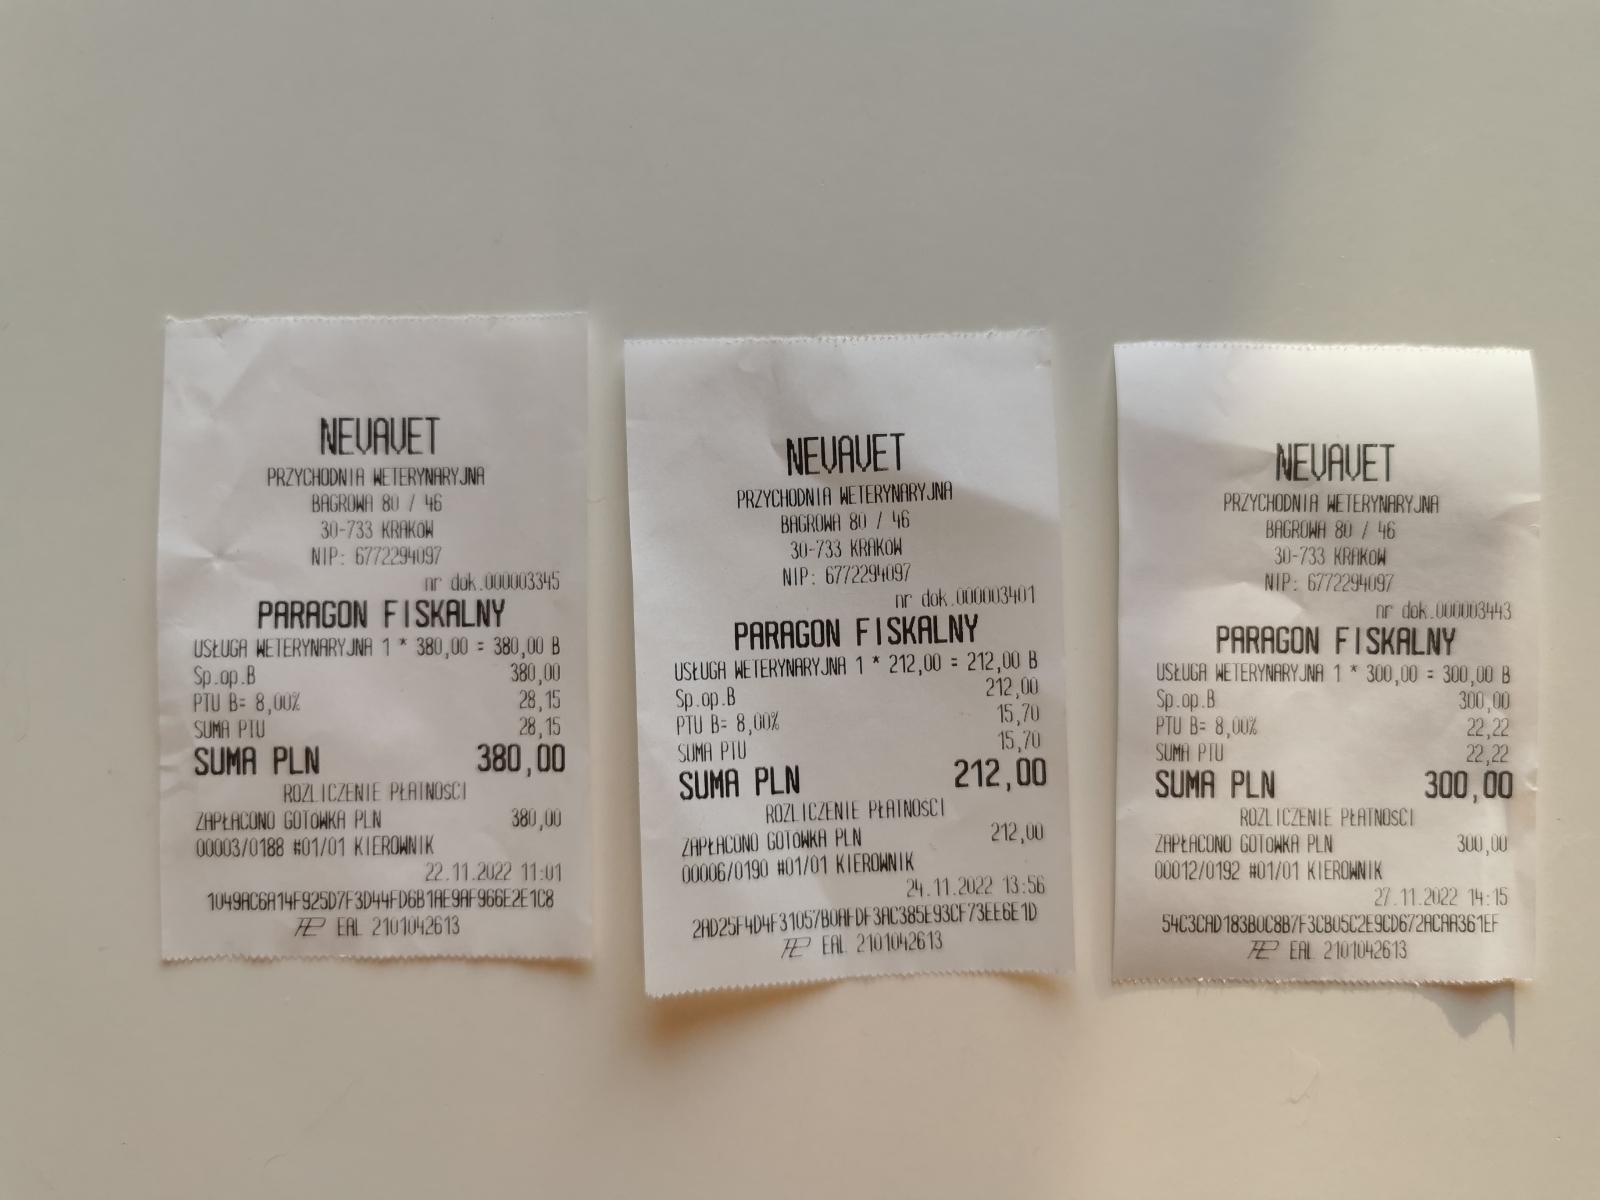 NEVAVET
PRZYCHODNIA WETERYNARYJNA
BAGROWA 80 / 46
30-733 KRAKÓW
NIP: 6772294097
nr dok.000003345
PARAGON FISKALNY
USŁUGA WETERYNARYJNA 1 * 380,00 = 380,00 B
Sp.op.B 380,00
PTU B= 8,00% 28,15
SUMA PTU 28,15
SUMA PLN 380,00
ROZLICZENIE PŁATNOŚCI
ZAPŁACONO GOTÓWKA PLN 380,00
00003/0188 #01/01 KIEROWNIK
22.11.2022 11:01
1049AC6A14F925D7F3D44FD6B1AE9AF966E2E1C8
EAL 2101042613
NEVAVET
PRZYCHODNIA WETERYNARYJNA
BAGROWA 80 / 46
30-733 KRAKÓW
NIP: 6772294097
nr dok.000003401
PARAGON FISKALNY
USŁUGA WETERYNARYJNA 1 * 212,00 = 212,00 B
Sp.op.B 212,00
PTU B= 8,00% 15,70
SUMA PTU 15,70
SUMA PLN 212,00
ROZLICZENIE PŁATNOŚCI
ZAPŁACONO GOTÓWKA PLN 212,00
00006/0190 #01/01 KIEROWNIK
24.11.2022 13:56
2AD25F4D4F31057B0AFDF3AC385E93CF73EE6E1D
EAL 2101042613
NEVAVET
PRZYCHODNIA WETERYNARYJNA
BAGROWA 80 / 46
30-733 KRAKÓW
NIP: 6772294097
nr dok.000003443
PARAGON FISKALNY
USŁUGA WETERYNARYJNA 1 * 300,00 = 300,00 B
Sp.op.B 300,00
PTU B= 8,00% 22,22
SUMA PTU 22,22
SUMA PLN 300,00
ROZLICZENIE PŁATNOŚCI
ZAPŁACONO GOTÓWKA PLN 300,00
00012/0192 #01/01 KIEROWNIK
27.11.2022 14:15
54C3CAD183B0C8B7F3CB05C2E9CD672ACAA361EF
EAL 2101042613